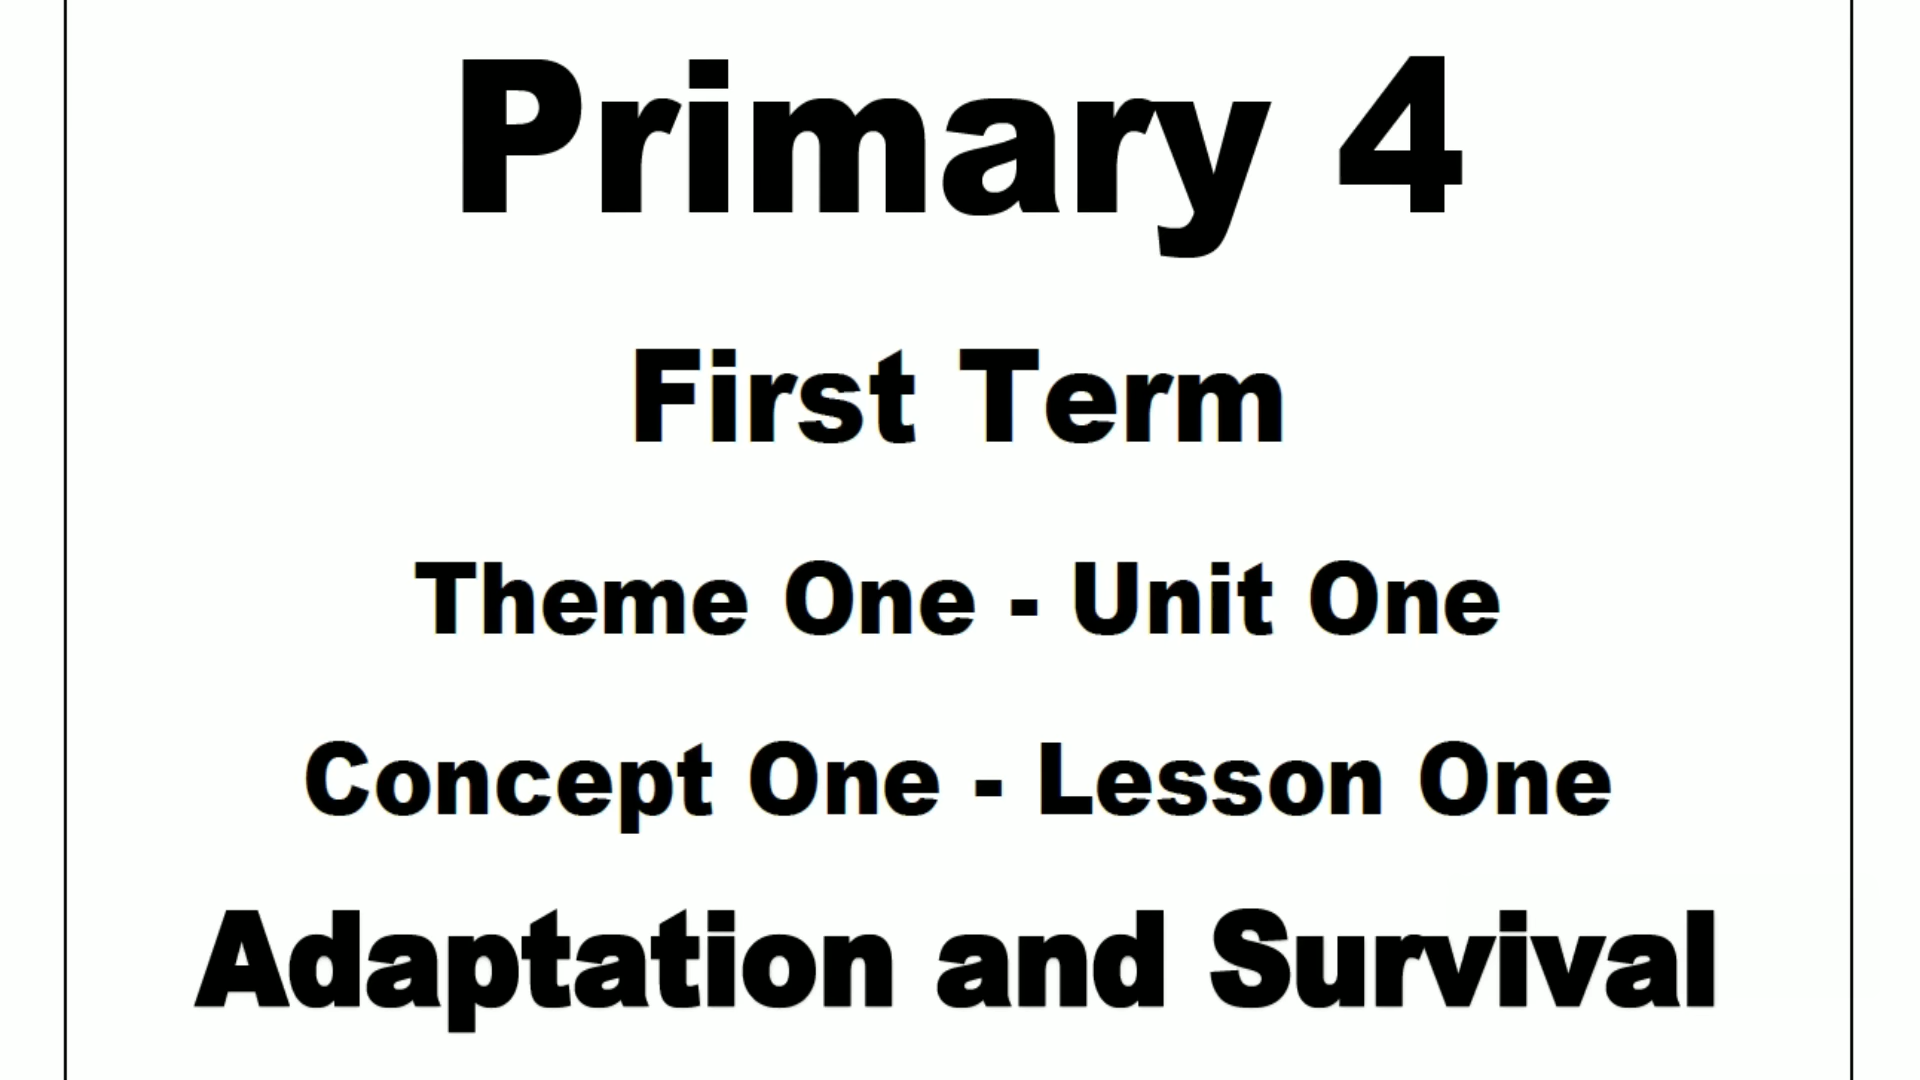 Primary 4
First Term
Theme One - Unit One
Concept One - Lesson One
Adaptation and Survival